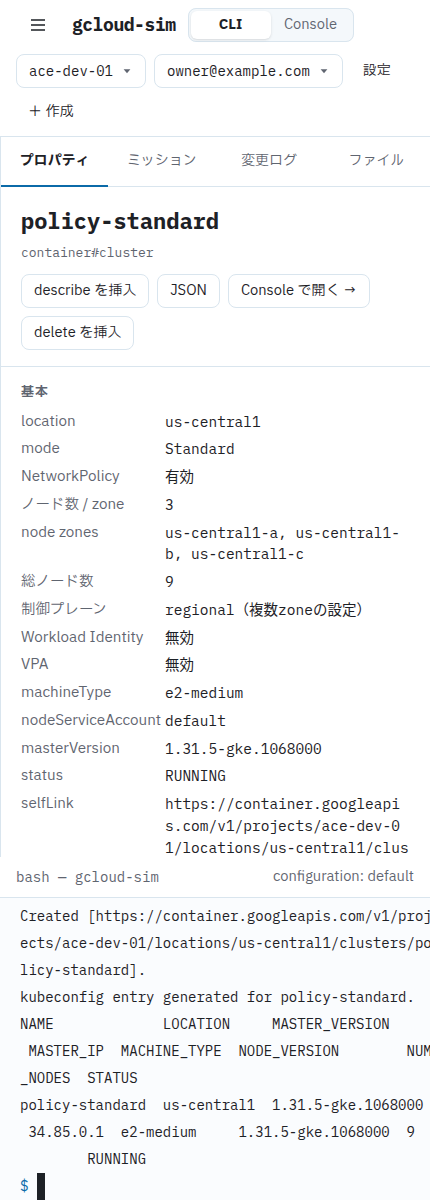 gcloud-sim CLI Console
ace-dev-01 owner@example.com 設定
＋ 作成
プロパティ ミッション 変更ログ ファイル
policy-standard
container#cluster
describe を挿入 JSON Console で開く →
delete を挿入
基本
location us-central1
mode Standard
NetworkPolicy 有効
ノード数 / zone 3
node zones us-central1-a, us-central1-
b, us-central1-c
総ノード数 9
制御プレーン regional（複数zoneの設定）
Workload Identity 無効
VPA 無効
machineType e2-medium
nodeServiceAccount default
masterVersion 1.31.5-gke.1068000
status RUNNING
selfLink https://container.googleapi
s.com/v1/projects/ace-dev-0
1/locations/us-central1/clus
bash — gcloud-sim configuration: default
Created [https://container.googleapis.com/v1/proj
ects/ace-dev-01/locations/us-central1/clusters/po
licy-standard].
kubeconfig entry generated for policy-standard.
NAME LOCATION MASTER_VERSION
MASTER_IP MACHINE_TYPE NODE_VERSION NUM
_NODES STATUS
policy-standard us-central1 1.31.5-gke.1068000
34.85.0.1 e2-medium 1.31.5-gke.1068000 9
RUNNING
$